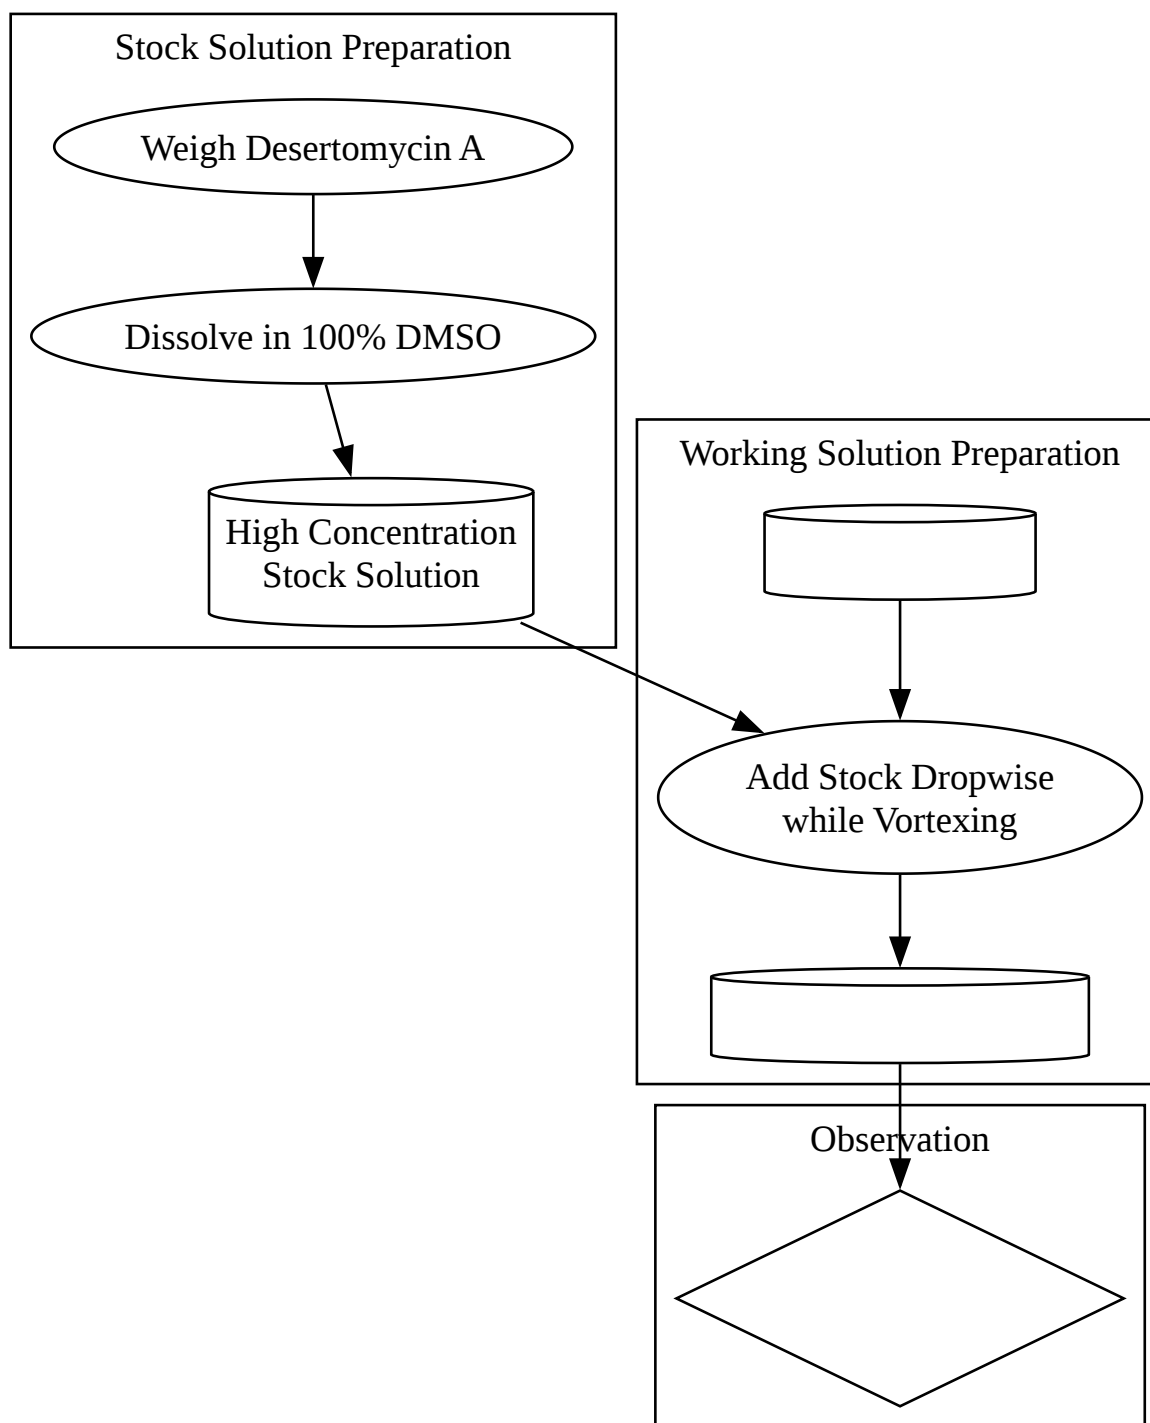 Stock Solution Preparation
Weigh Desertomycin A
Dissolve in 100% DMSO
High Concentration
Stock Solution
Working Solution Preparation
Add Stock Dropwise
while Vortexing
Observation